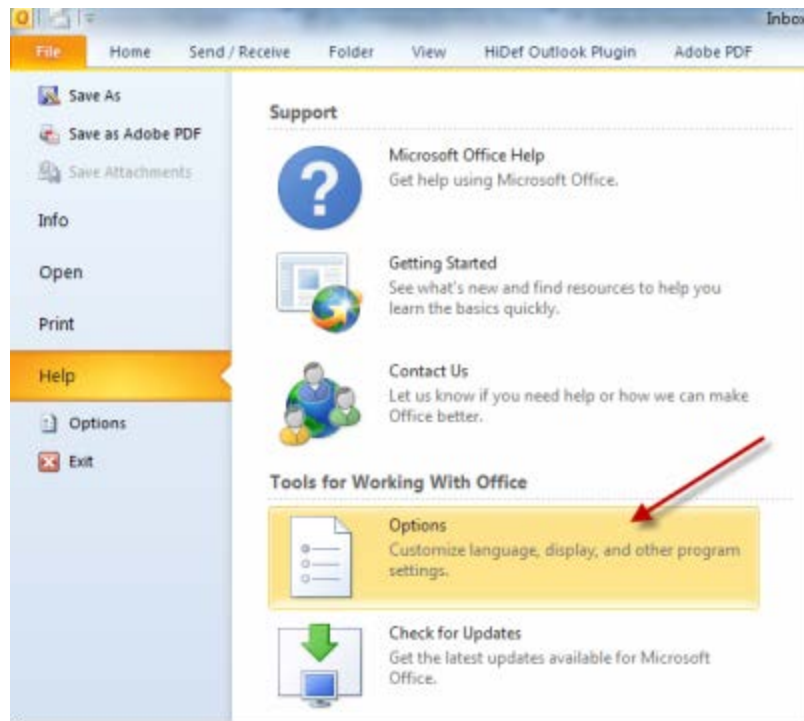 Inbox
File Home Send / Receive Folder View HiDef Outlook Plugin Adobe PDF
Save As
Save as Adobe PDF
Save Attachments
Info
Open
Print
Help
Options
Exit
Support
Microsoft Office Help
Get help using Microsoft Office.
Getting Started
See what's new and find resources to help you
learn the basics quickly.
Contact Us
Let us know if you need help or how we can make
Office better.
Tools for Working With Office
Options
Customize language, display, and other program
settings.
Check for Updates
Get the latest updates available for Microsoft
Office.